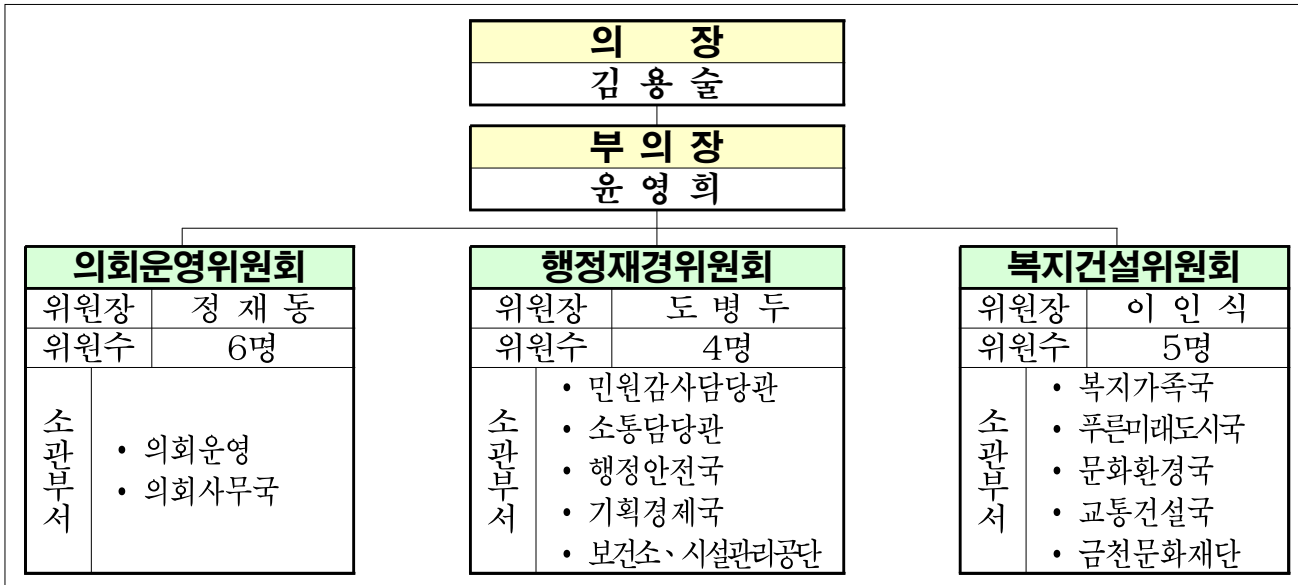 의 장
김 용 술
부 의 장
윤 영 희
의회운영위원회
위원장 정 재 동
위원수 6명
소관부서
• 의회운영
• 의회사무국
행정재경위원회
위원장 도 병 두
위원수 4명
소관부서
• 민원감사담당관
• 소통담당관
• 행정안전국
• 기획경제국
• 보건소、시설관리공단
복지건설위원회
위원장 이 인 식
위원수 5명
소관부서
• 복지가족국
• 푸른미래도시국
• 문화환경국
• 교통건설국
• 금천문화재단